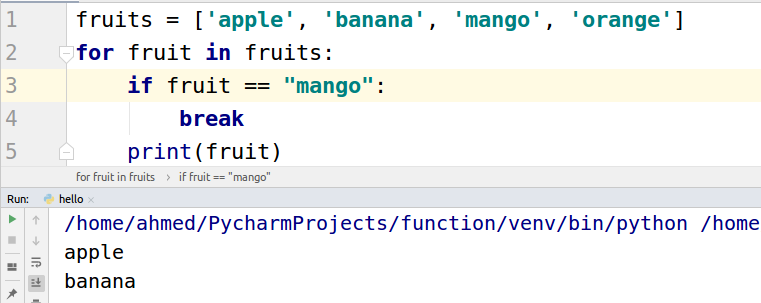 1 fruits = ['apple', 'banana', 'mango', 'orange']
2 for fruit in fruits:
3     if fruit == "mango":
4         break
5     print(fruit)
for fruit in fruits › if fruit == "mango"
Run: hello ×
/home/ahmed/PycharmProjects/function/venv/bin/python /home
apple
banana